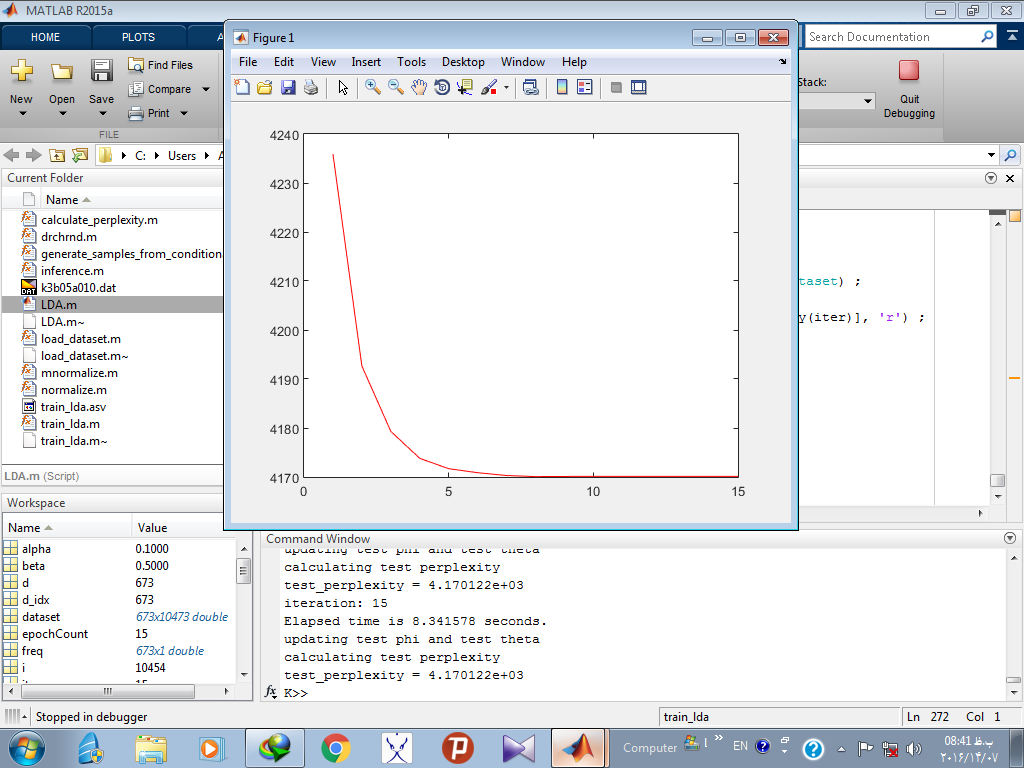 MATLAB R2015a
HOME
PLOTS
A
Search Documentation
New
Open
Save
Find Files
Compare
Print
FILE
Stack:
Quit
Debugging
C:
Users
A
Figure 1
File Edit View Insert Tools Desktop Window Help
4240
4230
4220
4210
4200
4190
4180
4170
0 5 10 15
Current Folder
Name
calculate_perplexity.m
drchrnd.m
generate_samples_from_condition
inference.m
k3b05a010.dat
LDA.m
LDA.m~
load_dataset.m
load_dataset.m~
mnormalize.m
normalize.m
train_lda.asv
train_lda.m
train_lda.m~
LDA.m (Script)
taset) ;
y(iter)], 'r') ;
Workspace
Name Value
alpha 0.1000
beta 0.5000
d 673
d_idx 673
dataset 673x10473 double
epochCount 15
freq 673x1 double
i 10454
Command Window
updating test phi and test theta
calculating test perplexity
test_perplexity = 4.170122e+03
iteration: 15
Elapsed time is 8.341578 seconds.
updating test phi and test theta
calculating test perplexity
test_perplexity = 4.170122e+03
fx K>>
Stopped in debugger
train_lda
Ln 272 Col 1
Computer
EN
08:41 ب.ظ
۲۰۱۶/۱۴/۰۷